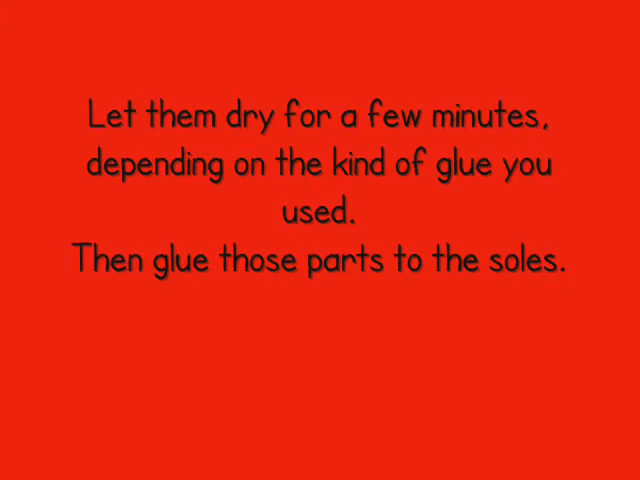 Let them dry for a few minutes,
depending on the kind of glue you
used.
Then glue those parts to the soles.